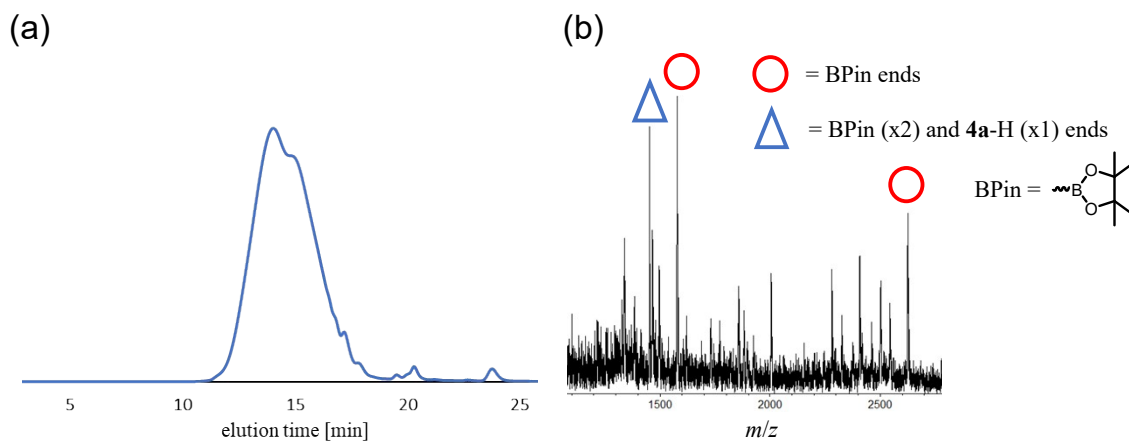 (a)
5 10 15 20 25
elution time [min]
(b)
= BPin ends
= BPin (x2) and 4a-H (x1) ends
BPin =
B
O
O
1500 2000 2500
m/z